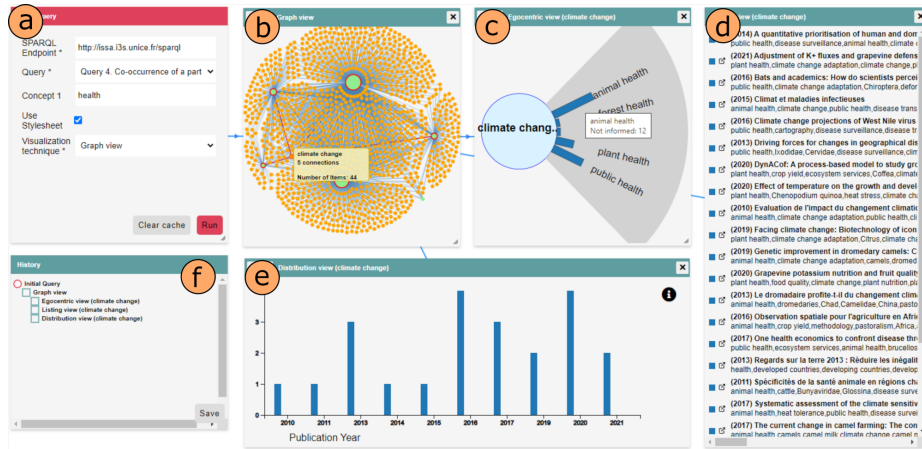 a
uery
SPARQL
Endpoint *
http://issa.i3s.unice.fr/sparql
Query *
Query 4. Co-occurrence of a part
Concept 1
health
Use
Stylesheet
Visualization
technique *
Graph view
Clear cache
Run
b
Graph view
climate change
5 connections
Number of Items: 44
c
Egocentric view (climate change)
climate chang..
animal health
forest health
animal health
Not informed: 12
plant health
public health
d
view (climate change)
2014) A quantitative prioritisation of human and dom
public health,disease surveillance,animal health,climate
(2021) Adjustment of K+ fluxes and grapevine defens
plant health,climate change adaptation,climate change,pl
(2016) Bats and academics: How do scientists percei
public health,climate change adaptation,Chiroptera,defor
(2015) Climat et maladies infectieuses
animal health,climate change,public health,disease trans
(2016) Climate change projections of West Nile virus
public health,cartography,disease surveillance,disease tr
(2013) Driving forces for changes in geographical dis
public health,Ixodidae,Cervidae,disease surveillance,clim
(2020) DynACof: A process-based model to study gro
plant health,crop yield,ecosystem services,Coffea,climate
(2020) Effect of temperature on the growth and devel
plant health,Chenopodium quinoa,heat stress,climate cha
(2010) Evaluation de l'impact du changement climatic
animal health,climate change adaptation,public health,cli
(2019) Facing climate change: Biotechnology of icon
plant health,climate change adaptation,Citrus,climate cha
(2019) Genetic improvement in dromedary camels: C
animal health,climate change adaptation,camels,dromed
(2020) Grapevine potassium nutrition and fruit quality
plant health,food quality,climate change,plant nutrition,pla
(2013) Le dromadaire profite-t-il du changement clim
animal health,dromedaries,Chad,Camelidae,China,pasto
(2016) Observation spatiale pour l'agriculture en Afri
animal health,crop yield,methodology,pastoralism,Africa,
(2017) One health economics to confront disease thr
public health,ecosystem services,animal health,brucellos
(2013) Regards sur la terre 2013 : Réduire les inégalit
health,developed countries,developing countries,develop
(2011) Spécificités de la santé animale en régions cha
animal health,cattle,Bunyaviridae,Glossina,disease surve
(2017) Systematic assessment of the climate sensitiv
animal health,heat tolerance,public health,disease survei
(2017) The current change in camel farming: The con
animal health camels camel milk climate change camel m
History
f
Initial Query
Graph view
Egocentric view (climate change)
Listing view (climate change)
Distribution view (climate change)
Save
e
Distribution view (climate change)
3
2
1
0
2010 2011 2013 2014 2015 2016 2017 2019 2020 2021
Publication Year